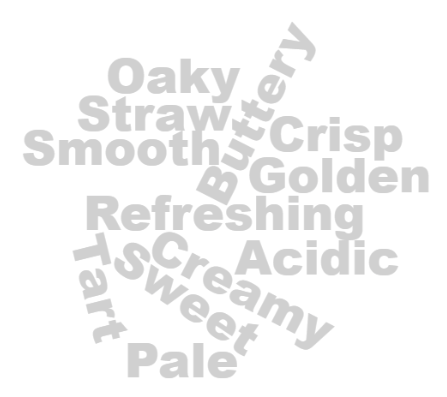 Oaky
Buttery
Straw
Crisp
Smooth
Golden
Refreshing
Creamy
Acidic
Tart
Sweet
Pale